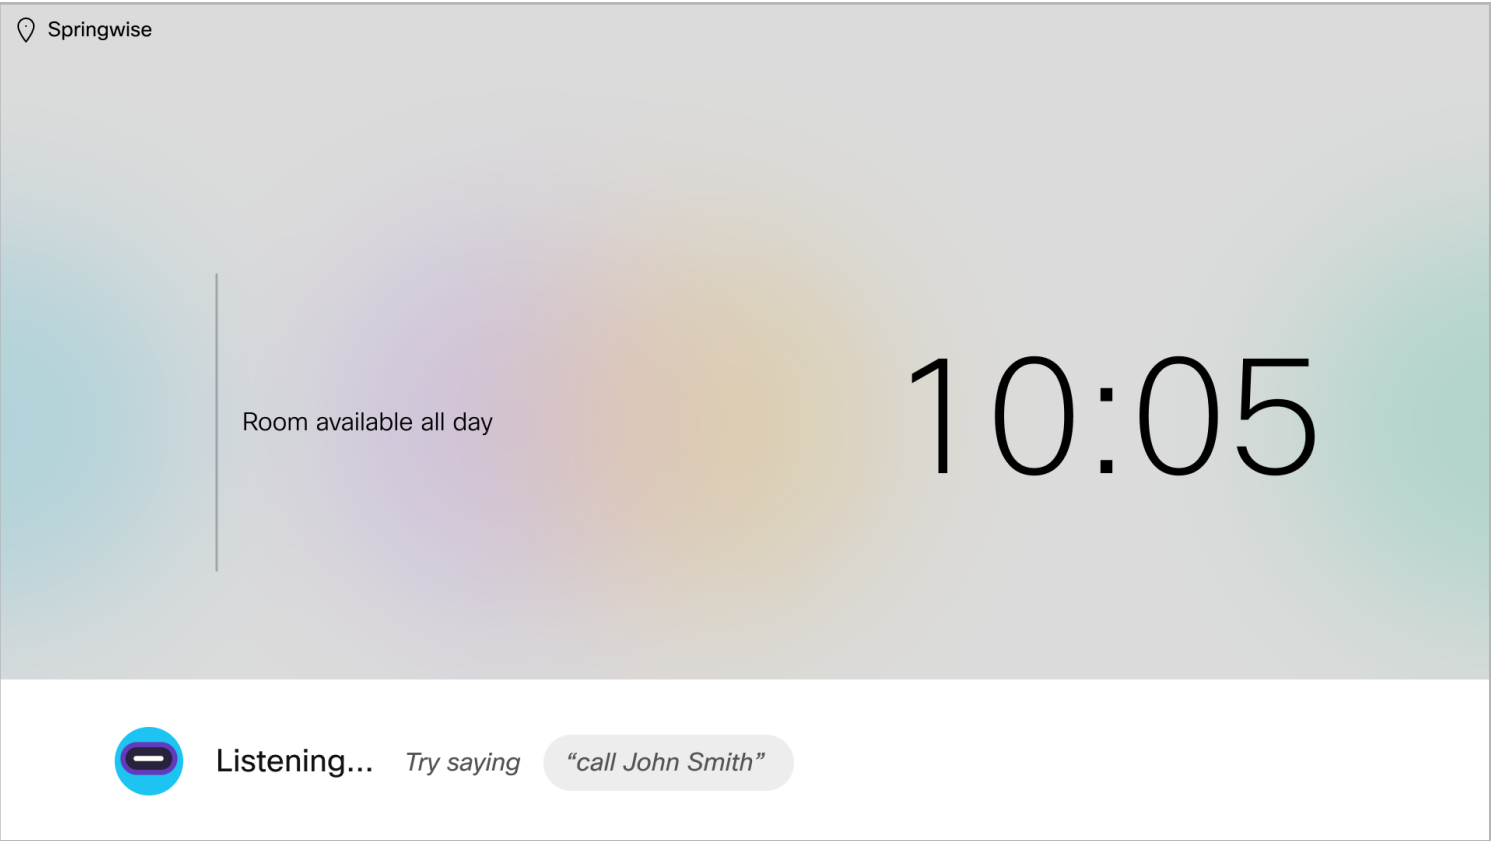 Springwise
Room available all day
10:05
Listening... Try saying “call John Smith”